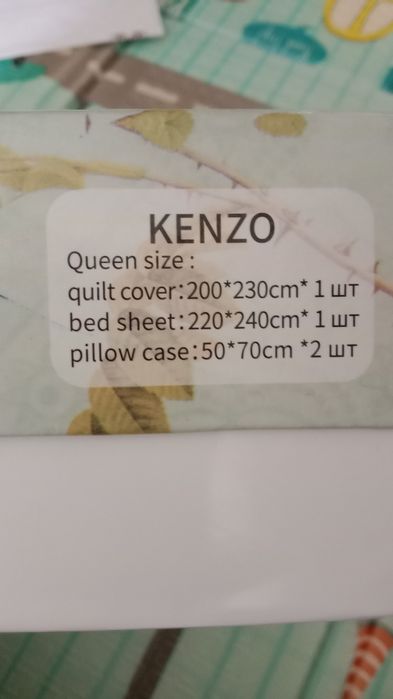 KENZO
Queen size :
quilt cover:200*230cm* 1 шт
bed sheet:220*240cm* 1 шт
pillow case:50*70cm *2 шт